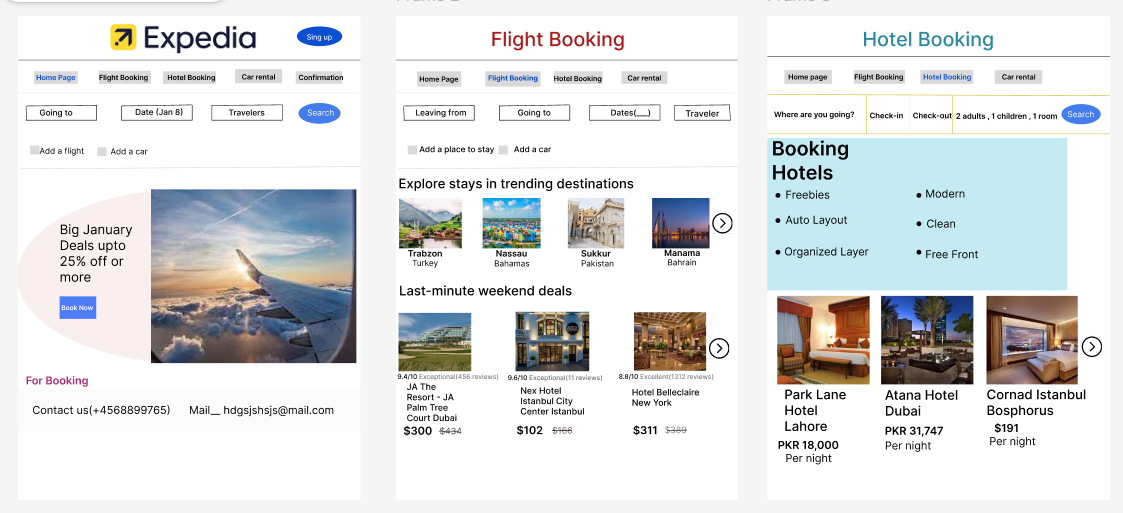 Expedia
Sing up
Home Page
Flight Booking
Hotel Booking
Car rental
Confirmation
Going to
Date (Jan 8)
Travelers
Search
Add a flight
Add a car
Big January
Deals upto
25% off or
more
Book Now
For Booking
Contact us(+4568899765)
Mail__ hdgsjshsjs@mail.com
Flight Booking
Home Page
Flight Booking
Hotel Booking
Car rental
Leaving from
Going to
Dates(___)
Traveler
Add a place to stay
Add a car
Explore stays in trending destinations
Trabzon
Turkey
Nassau
Bahamas
Sukkur
Pakistan
Manama
Bahrain
Last-minute weekend deals
9.4/10 Exceptional(456 reviews)
JA The
Resort - JA
Palm Tree
Court Dubai
$300 $434
9.6/10 Exceptional(11 reviews)
Nex Hotel
Istanbul City
Center Istanbul
$102 $166
8.8/10 Excellent(1312 reviews)
Hotel Belleclaire
New York
$311 $389
Hotel Booking
Home page
Flight Booking
Hotel Booking
Car rental
Where are you going?
Check-in
Check-out
2 adults , 1 children , 1 room
Search
Booking
Hotels
Freebies
Auto Layout
Organized Layer
Modern
Clean
Free Front
Park Lane
Hotel
Lahore
PKR 18,000
Per night
Atana Hotel
Dubai
PKR 31,747
Per night
Cornad Istanbul
Bosphorus
$191
Per night